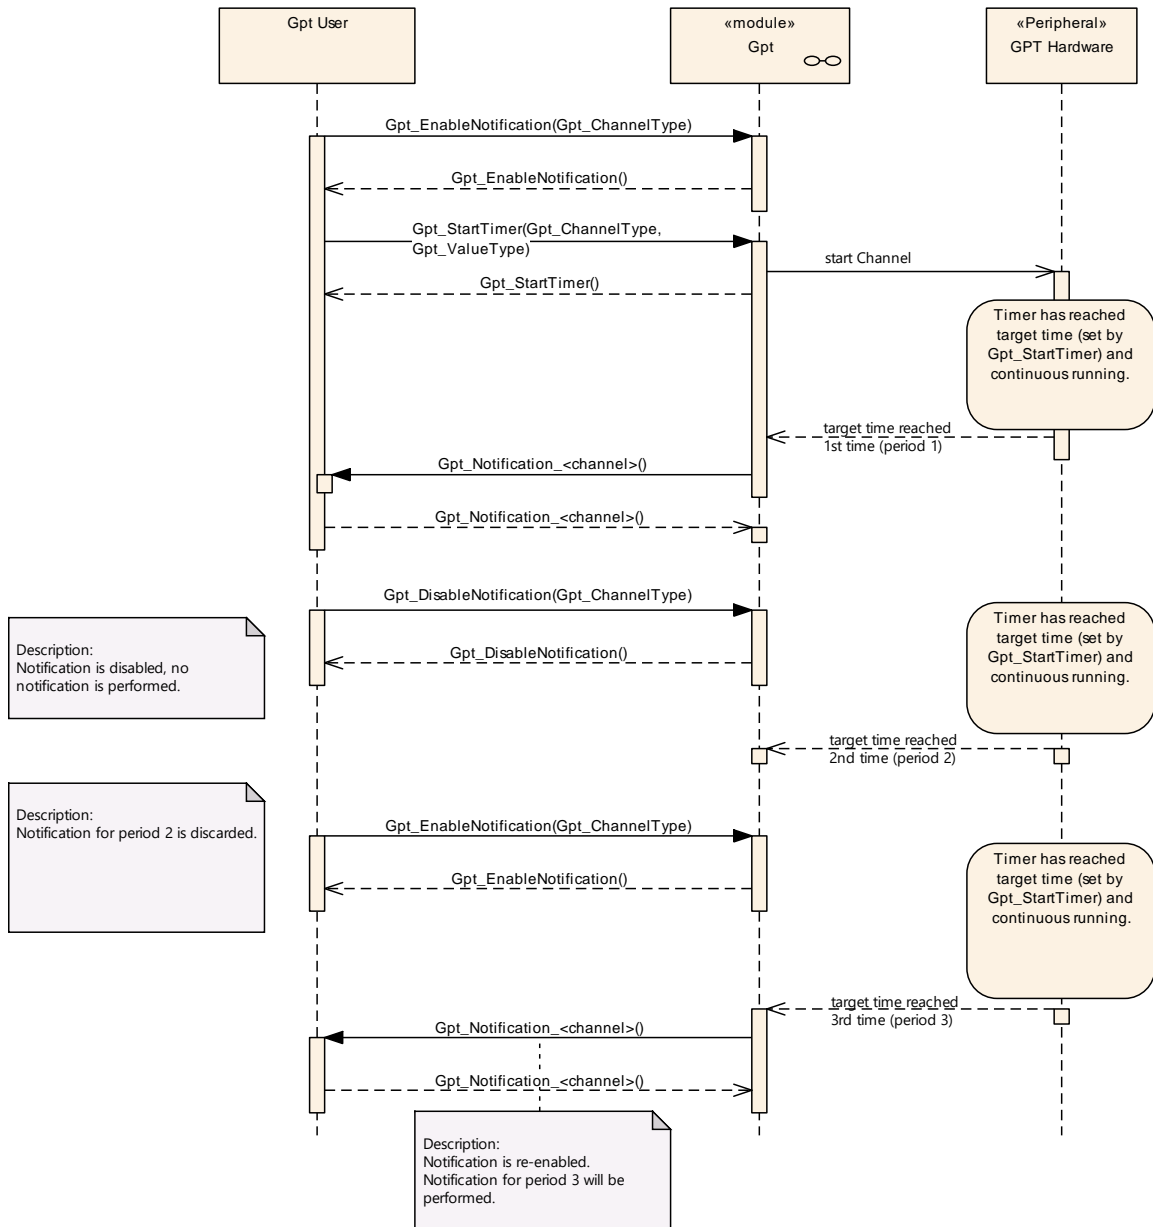 Gpt User
«module»
Gpt
«Peripheral»
GPT Hardware
Gpt_EnableNotification(Gpt_ChannelType)
Gpt_EnableNotification()
Gpt_StartTimer(Gpt_ChannelType,
Gpt_ValueType)
start Channel
Gpt_StartTimer()
Timer has reached
target time (set by
Gpt_StartTimer) and
continuous running.
target time reached
1st time (period 1)
Gpt_Notification_<channel>()
Gpt_Notification_<channel>()
Gpt_DisableNotification(Gpt_ChannelType)
Description:
Notification is disabled, no
notification is performed.
Gpt_DisableNotification()
Timer has reached
target time (set by
Gpt_StartTimer) and
continuous running.
target time reached
2nd time (period 2)
Description:
Notification for period 2 is discarded.
Gpt_EnableNotification(Gpt_ChannelType)
Gpt_EnableNotification()
Timer has reached
target time (set by
Gpt_StartTimer) and
continuous running.
target time reached
3rd time (period 3)
Gpt_Notification_<channel>()
Gpt_Notification_<channel>()
Description:
Notification is re-enabled.
Notification for period 3 will be
performed.